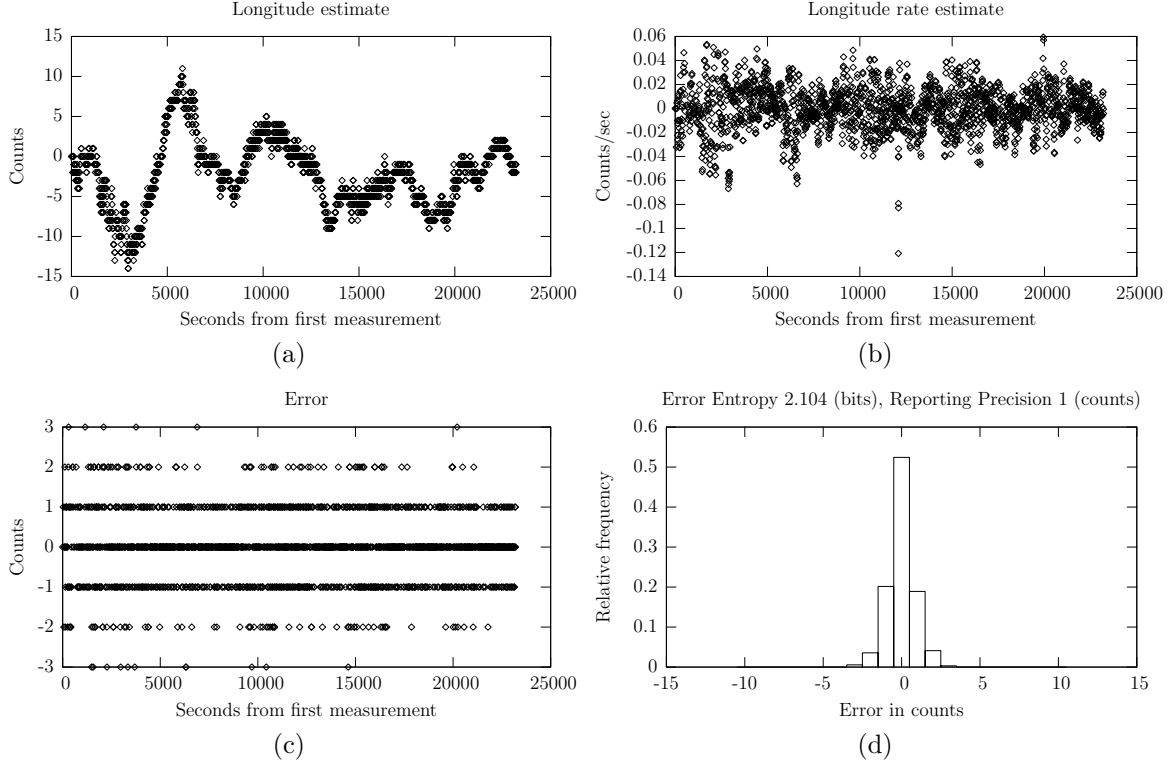 Longitude estimate
Counts
15
10
5
0
-5
-10
-15
0 5000 10000 15000 20000 25000
Seconds from first measurement
(a)
Longitude rate estimate
Counts/sec
0.06
0.04
0.02
0
-0.02
-0.04
-0.06
-0.08
-0.1
-0.12
-0.14
0 5000 10000 15000 20000 25000
Seconds from first measurement
(b)
Error
Counts
3
2
1
0
-1
-2
-3
0 5000 10000 15000 20000 25000
Seconds from first measurement
(c)
Error Entropy 2.104 (bits), Reporting Precision 1 (counts)
Relative frequency
0.6
0.5
0.4
0.3
0.2
0.1
0
-15 -10 -5 0 5 10 15
Error in counts
(d)